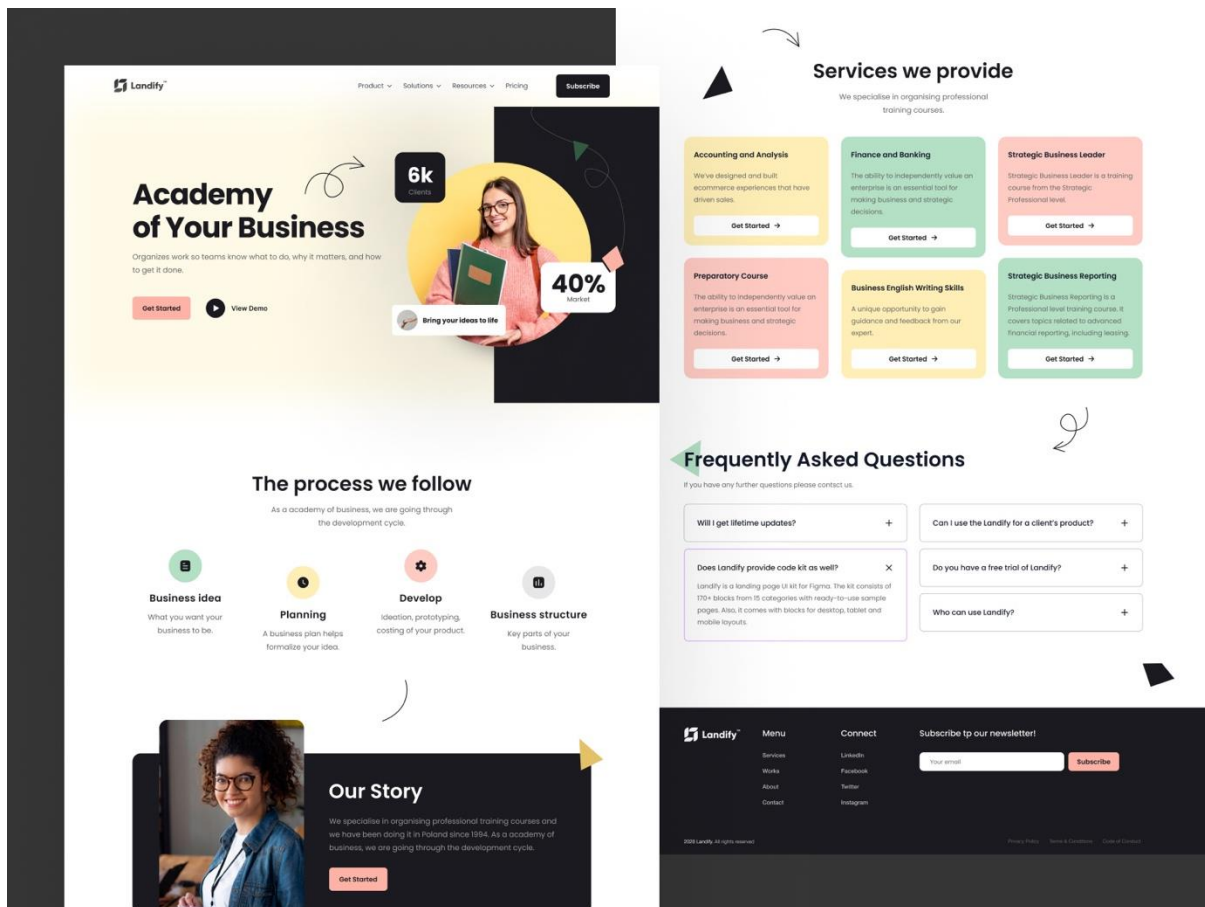 Landify™
Product Solutions Resources Pricing Subscribe
6k
Clients
Academy
of Your Business
Organizes work so teams know what to do, why it matters, and how
to get it done.
Get Started View Demo
40%
Market
Bring your ideas to life
The process we follow
As a academy of business, we are going through
the development cycle.
Business idea
What you want your
business to be.
Planning
A business plan helps
formalize your idea.
Develop
Ideation, prototyping,
costing of your product.
Business structure
Key parts of your
business.
Our Story
We specialise in organising professional training courses and
we have been doing it in Poland since 1994. As a academy of
business, we are going through the development cycle.
Get Started
Services we provide
We specialise in organising professional
training courses.
Accounting and Analysis
We've designed and built
ecommerce experiences that have
driven sales.
Get Started →
Finance and Banking
The ability to independently value an
enterprise is an essential tool for
making business and strategic
decisions.
Get Started →
Strategic Business Leader
Strategic Business Leader is a training
course from the Strategic
Professional level.
Get Started →
Preparatory Course
The ability to independently value an
enterprise is an essential tool for
making business and strategic
decisions.
Get Started →
Business English Writing Skills
A unique opportunity to gain
guidance and feedback from our
expert.
Get Started →
Strategic Business Reporting
Strategic Business Reporting is a
Professional level training course. It
covers topics related to advanced
financial reporting, including leasing.
Get Started →
Frequently Asked Questions
If you have any further questions please contsct us.
Will I get lifetime updates? +
Does Landify provide code kit as well?
Landify is a landing page UI kit for Figma. The kit consists of
170+ blocks from 15 categories with ready-to-use sample
pages. Also, it comes with blocks for desktop, tablet and
mobile layouts.
Can I use the Landify for a client's product? +
Do you have a free trial of Landify? +
Who can use Landify? +
Landify™
Menu
Services
Works
About
Contact
Connect
LinkedIn
Facebook
Twitter
Instagram
Subscribe tp our newsletter!
Your email Subscribe
Landify. All rights reserved
Privacy Policy Terms & Conditions Code of Conduct